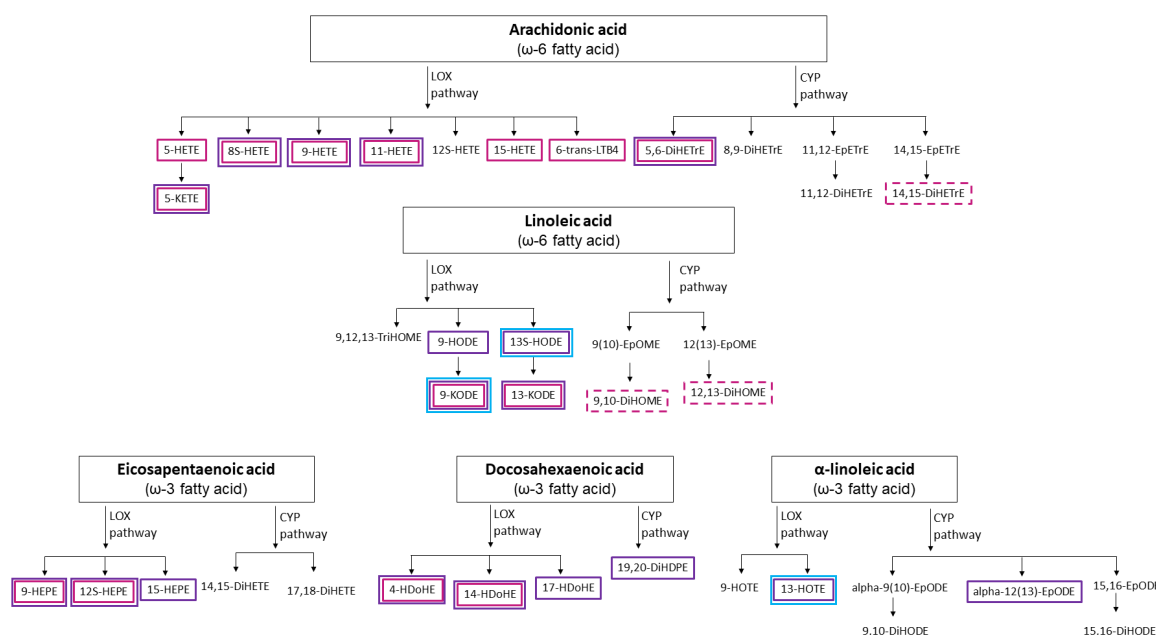 Arachidonic acid
(ω-6 fatty acid)
LOX
pathway
CYP
pathway
5-HETE
8S-HETE
9-HETE
11-HETE
12S-HETE
15-HETE
6-trans-LTB4
5,6-DiHETrE
8,9-DiHETrE
11,12-EpETrE
14,15-EpETrE
5-KETE
11,12-DiHETrE
14,15-DiHETrE
Linoleic acid
(ω-6 fatty acid)
LOX
pathway
CYP
pathway
9,12,13-TriHOME
9-HODE
13S-HODE
9(10)-EpOME
12(13)-EpOME
9-KODE
13-KODE
9,10-DiHOME
12,13-DiHOME
Eicosapentaenoic acid
(ω-3 fatty acid)
LOX
pathway
CYP
pathway
9-HEPE
12S-HEPE
15-HEPE
14,15-DiHETE
17,18-DiHETE
Docosahexaenoic acid
(ω-3 fatty acid)
LOX
pathway
CYP
pathway
4-HDoHE
14-HDoHE
17-HDoHE
19,20-DiHDPE
α-linoleic acid
(ω-3 fatty acid)
LOX
pathway
CYP
pathway
9-HOTE
13-HOTE
alpha-9(10)-EpODE
alpha-12(13)-EpODE
15,16-EpODE
9,10-DiHODE
15,16-DiHODE